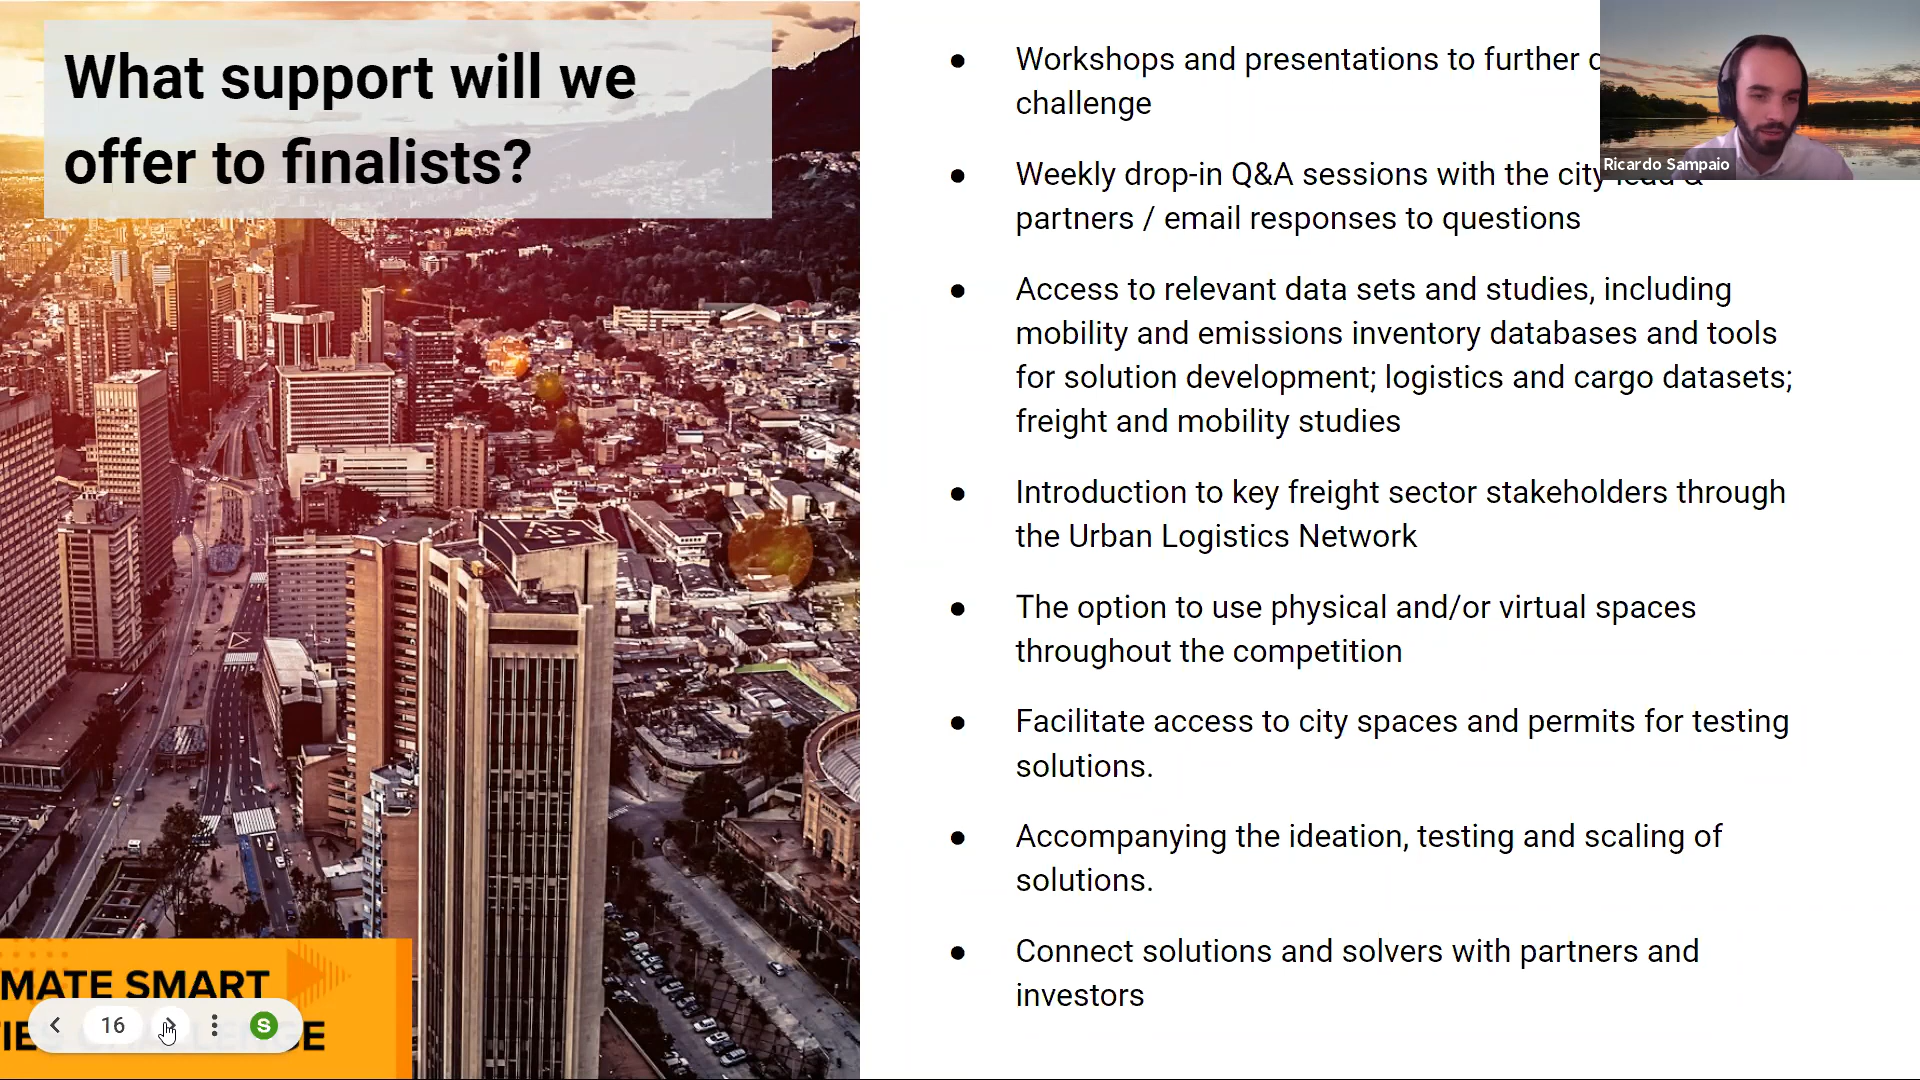 What support will we
offer to finalists?
● Workshops and presentations to further
challenge
Ricardo Sampaio
● Weekly drop-in Q&A sessions with the city lead &
partners / email responses to questions
● Access to relevant data sets and studies, including
mobility and emissions inventory databases and tools
for solution development; logistics and cargo datasets;
freight and mobility studies
● Introduction to key freight sector stakeholders through
the Urban Logistics Network
● The option to use physical and/or virtual spaces
throughout the competition
● Facilitate access to city spaces and permits for testing
solutions.
● Accompanying the ideation, testing and scaling of
solutions.
● Connect solutions and solvers with partners and
investors
MATE SMART
16
S